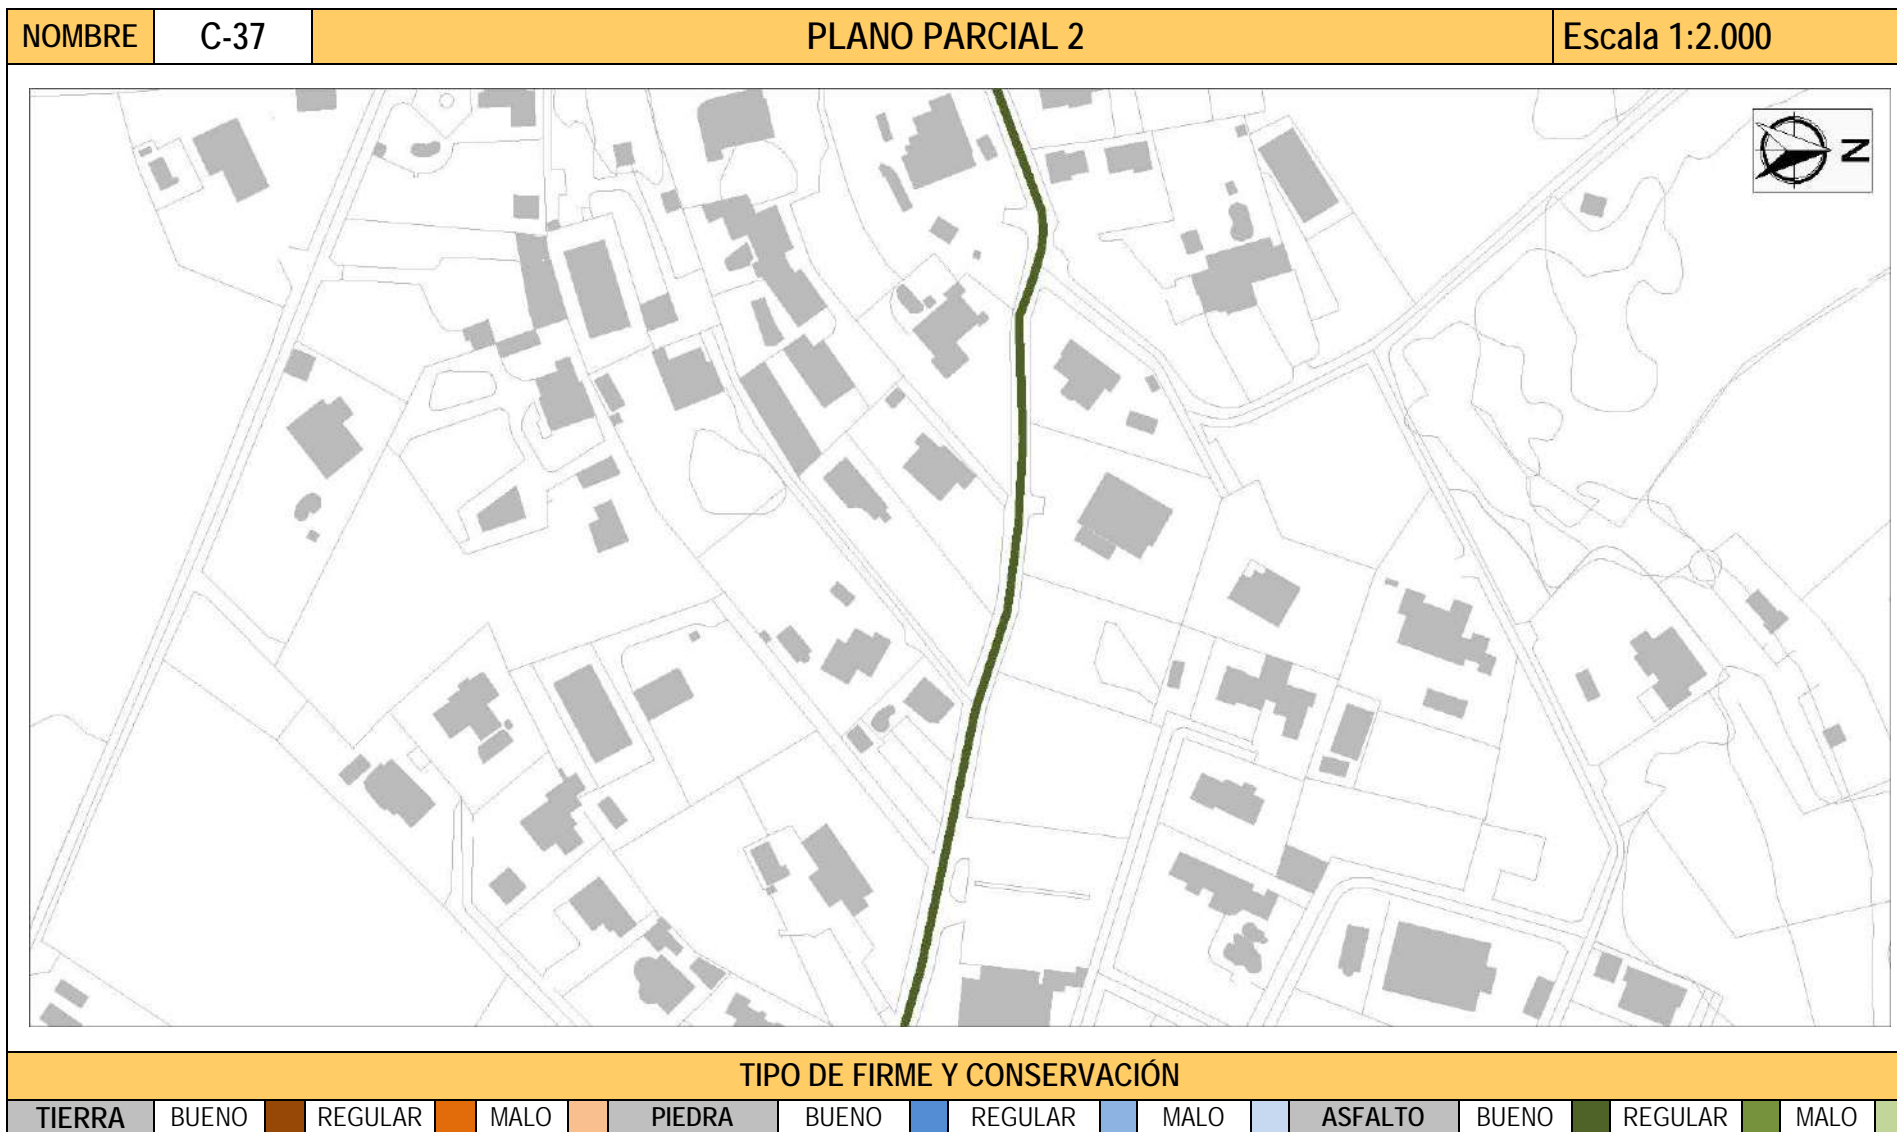 NOMBRE C-37 PLANO PARCIAL 2 Escala 1:2.000
N
TIPO DE FIRME Y CONSERVACIÓN
TIERRA BUENO REGULAR MALO PIEDRA BUENO REGULAR MALO ASFALTO BUENO REGULAR MALO